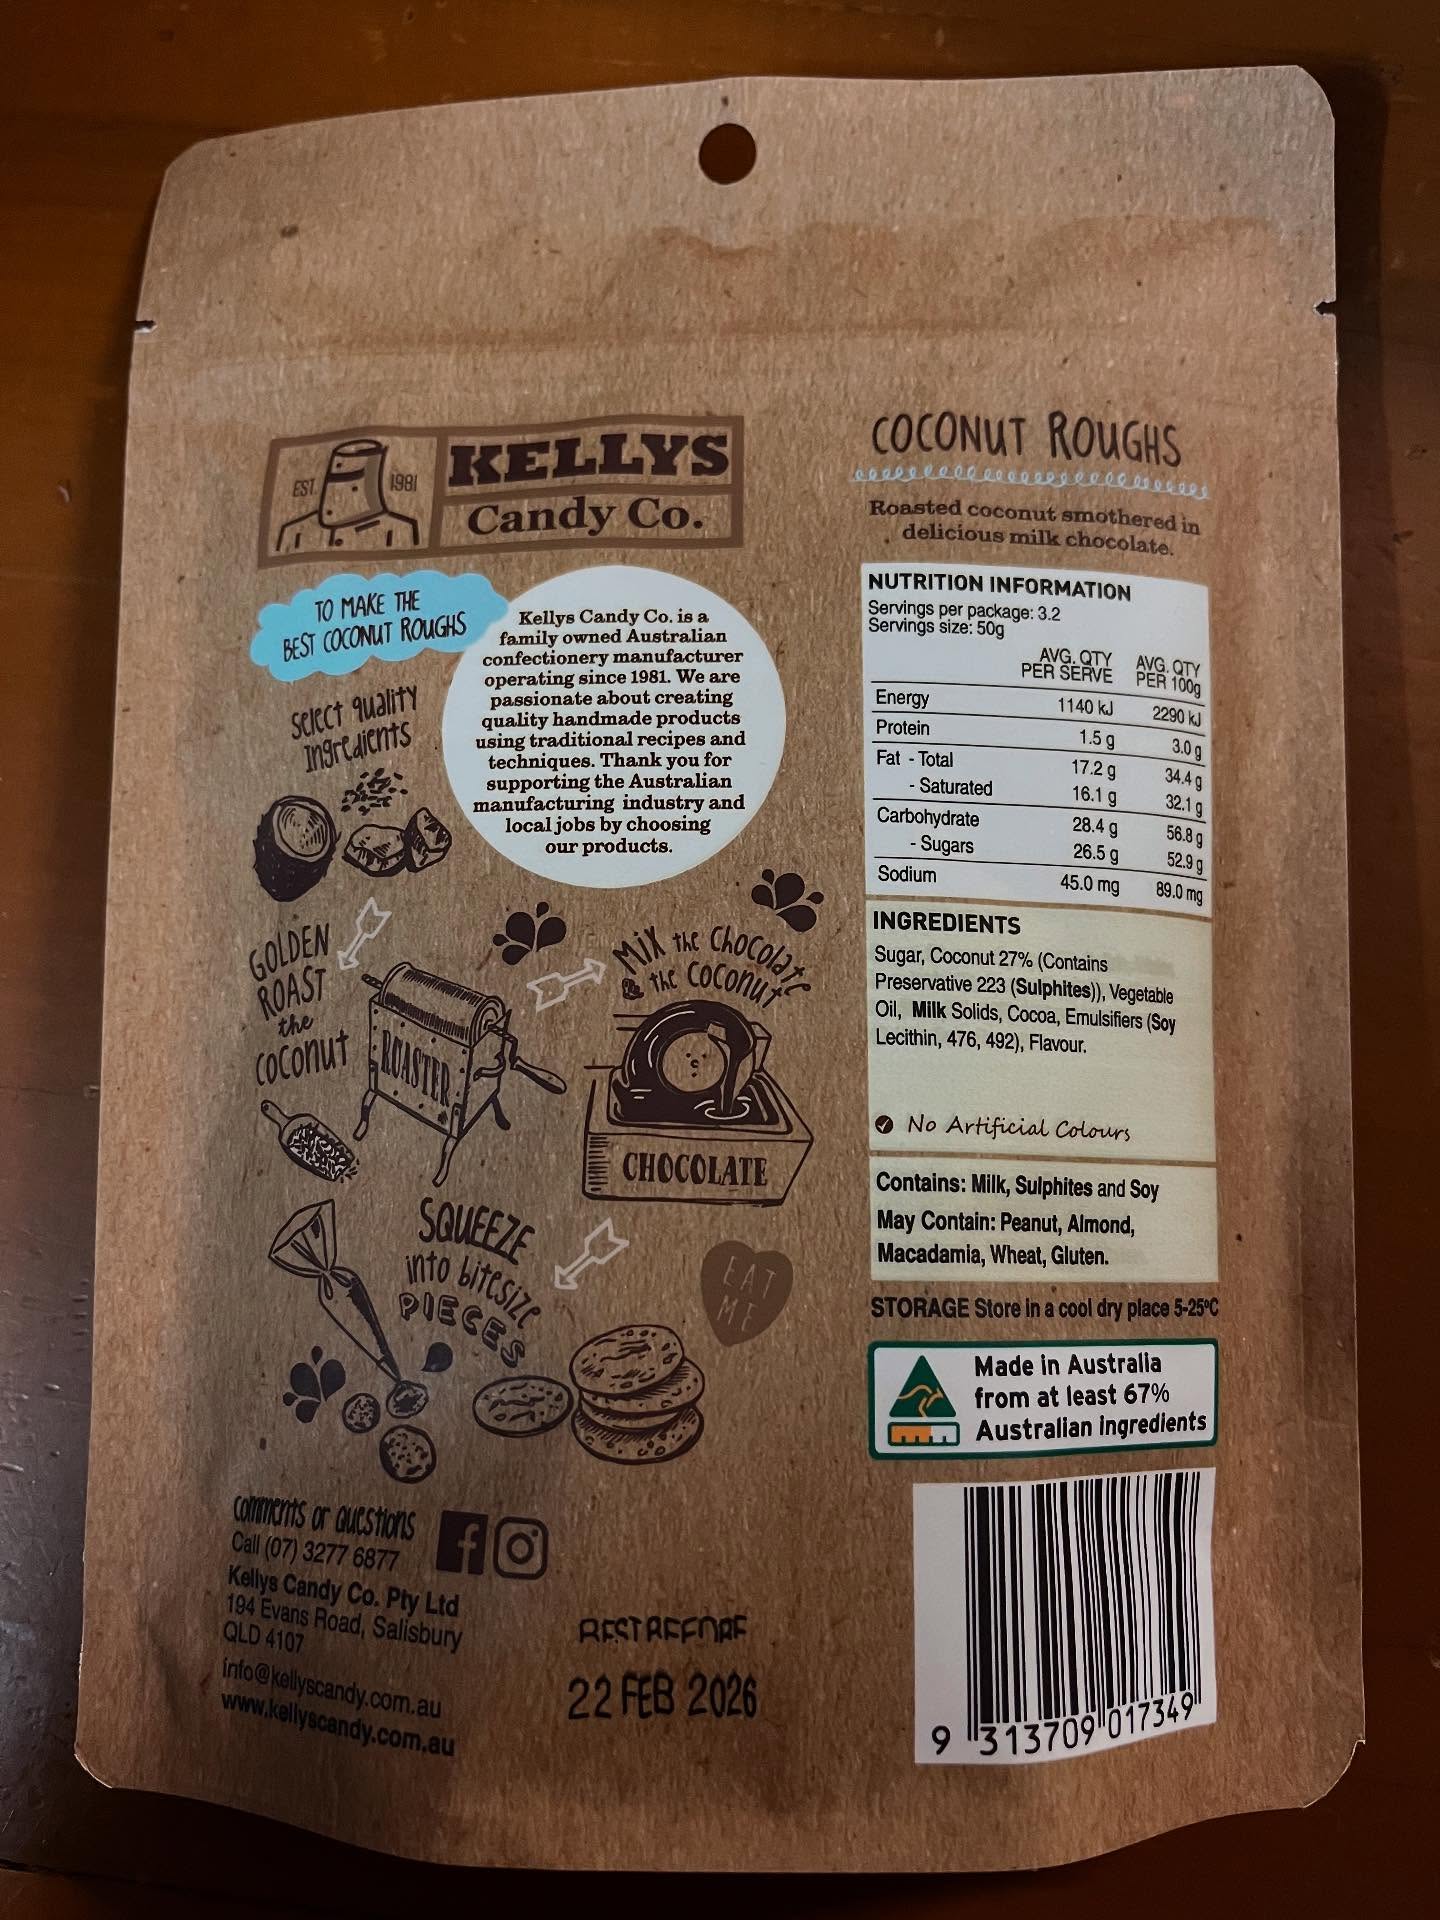 EST. 1981
KELLYS
Candy Co.
TO MAKE THE
BEST COCONUT ROUGHS
Kellys Candy Co. is a
family owned Australian
confectionery manufacturer
operating since 1981. We are
passionate about creating
quality handmade products
using traditional recipes and
techniques. Thank you for
supporting the Australian
manufacturing industry and
local jobs by choosing
our products.
select quality
Ingredients
GOLDEN
ROAST
the
coconut
ROASTER
MIX the Chocolate
& the Coconut
CHOCOLATE
SQUEEZE
into bitesize
PIECES
EAT
ME
comments or questions
Call (07) 3277 6877
Kellys Candy Co. Pty Ltd
194 Evans Road, Salisbury
QLD 4107
info@kellyscandy.com.au
www.kellyscandy.com.au
BEST BEFORE
22 FEB 2026
COCONUT ROUGHS
Roasted coconut smothered in
delicious milk chocolate.
NUTRITION INFORMATION
Servings per package: 3.2
Servings size: 50g
AVG. QTY AVG. QTY
PER SERVE PER 100g
Energy 1140 kJ 2290 kJ
Protein 1.5 g 3.0 g
Fat - Total 17.2 g 34.4 g
- Saturated 16.1 g 32.1 g
Carbohydrate 28.4 g 56.8 g
- Sugars 26.5 g 52.9 g
Sodium 45.0 mg 89.0 mg
INGREDIENTS
Sugar, Coconut 27% (Contains
Preservative 223 (Sulphites)), Vegetable
Oil, Milk Solids, Cocoa, Emulsifiers (Soy
Lecithin, 476, 492), Flavour.
No Artificial Colours
Contains: Milk, Sulphites and Soy
May Contain: Peanut, Almond,
Macadamia, Wheat, Gluten.
STORAGE Store in a cool dry place 5-25°C
Made in Australia
from at least 67%
Australian ingredients
9 313709 017349